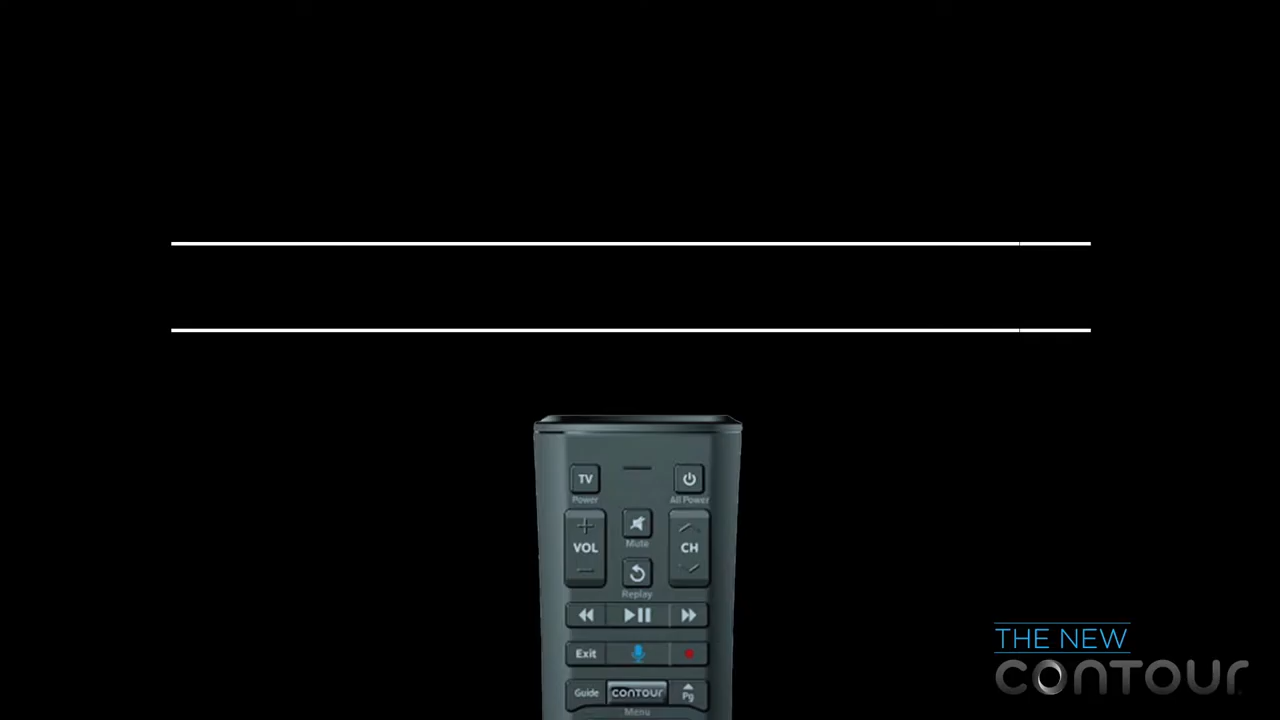 TV
Power
All Power
VOL
Mute
CH
Replay
Exit
Guide
contour
Pg
Menu
THE NEW
contour